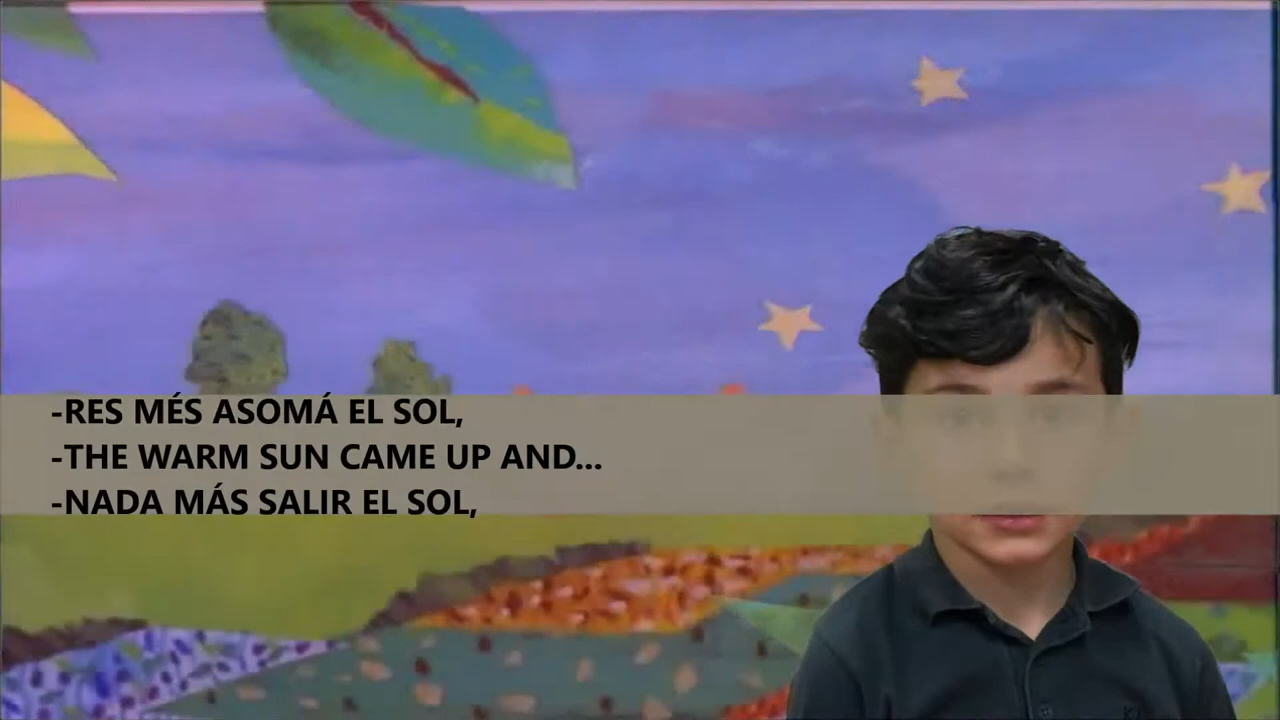 -RES MÉS ASOMÁ EL SOL,
-THE WARM SUN CAME UP AND...
-NADA MÁS SALIR EL SOL,